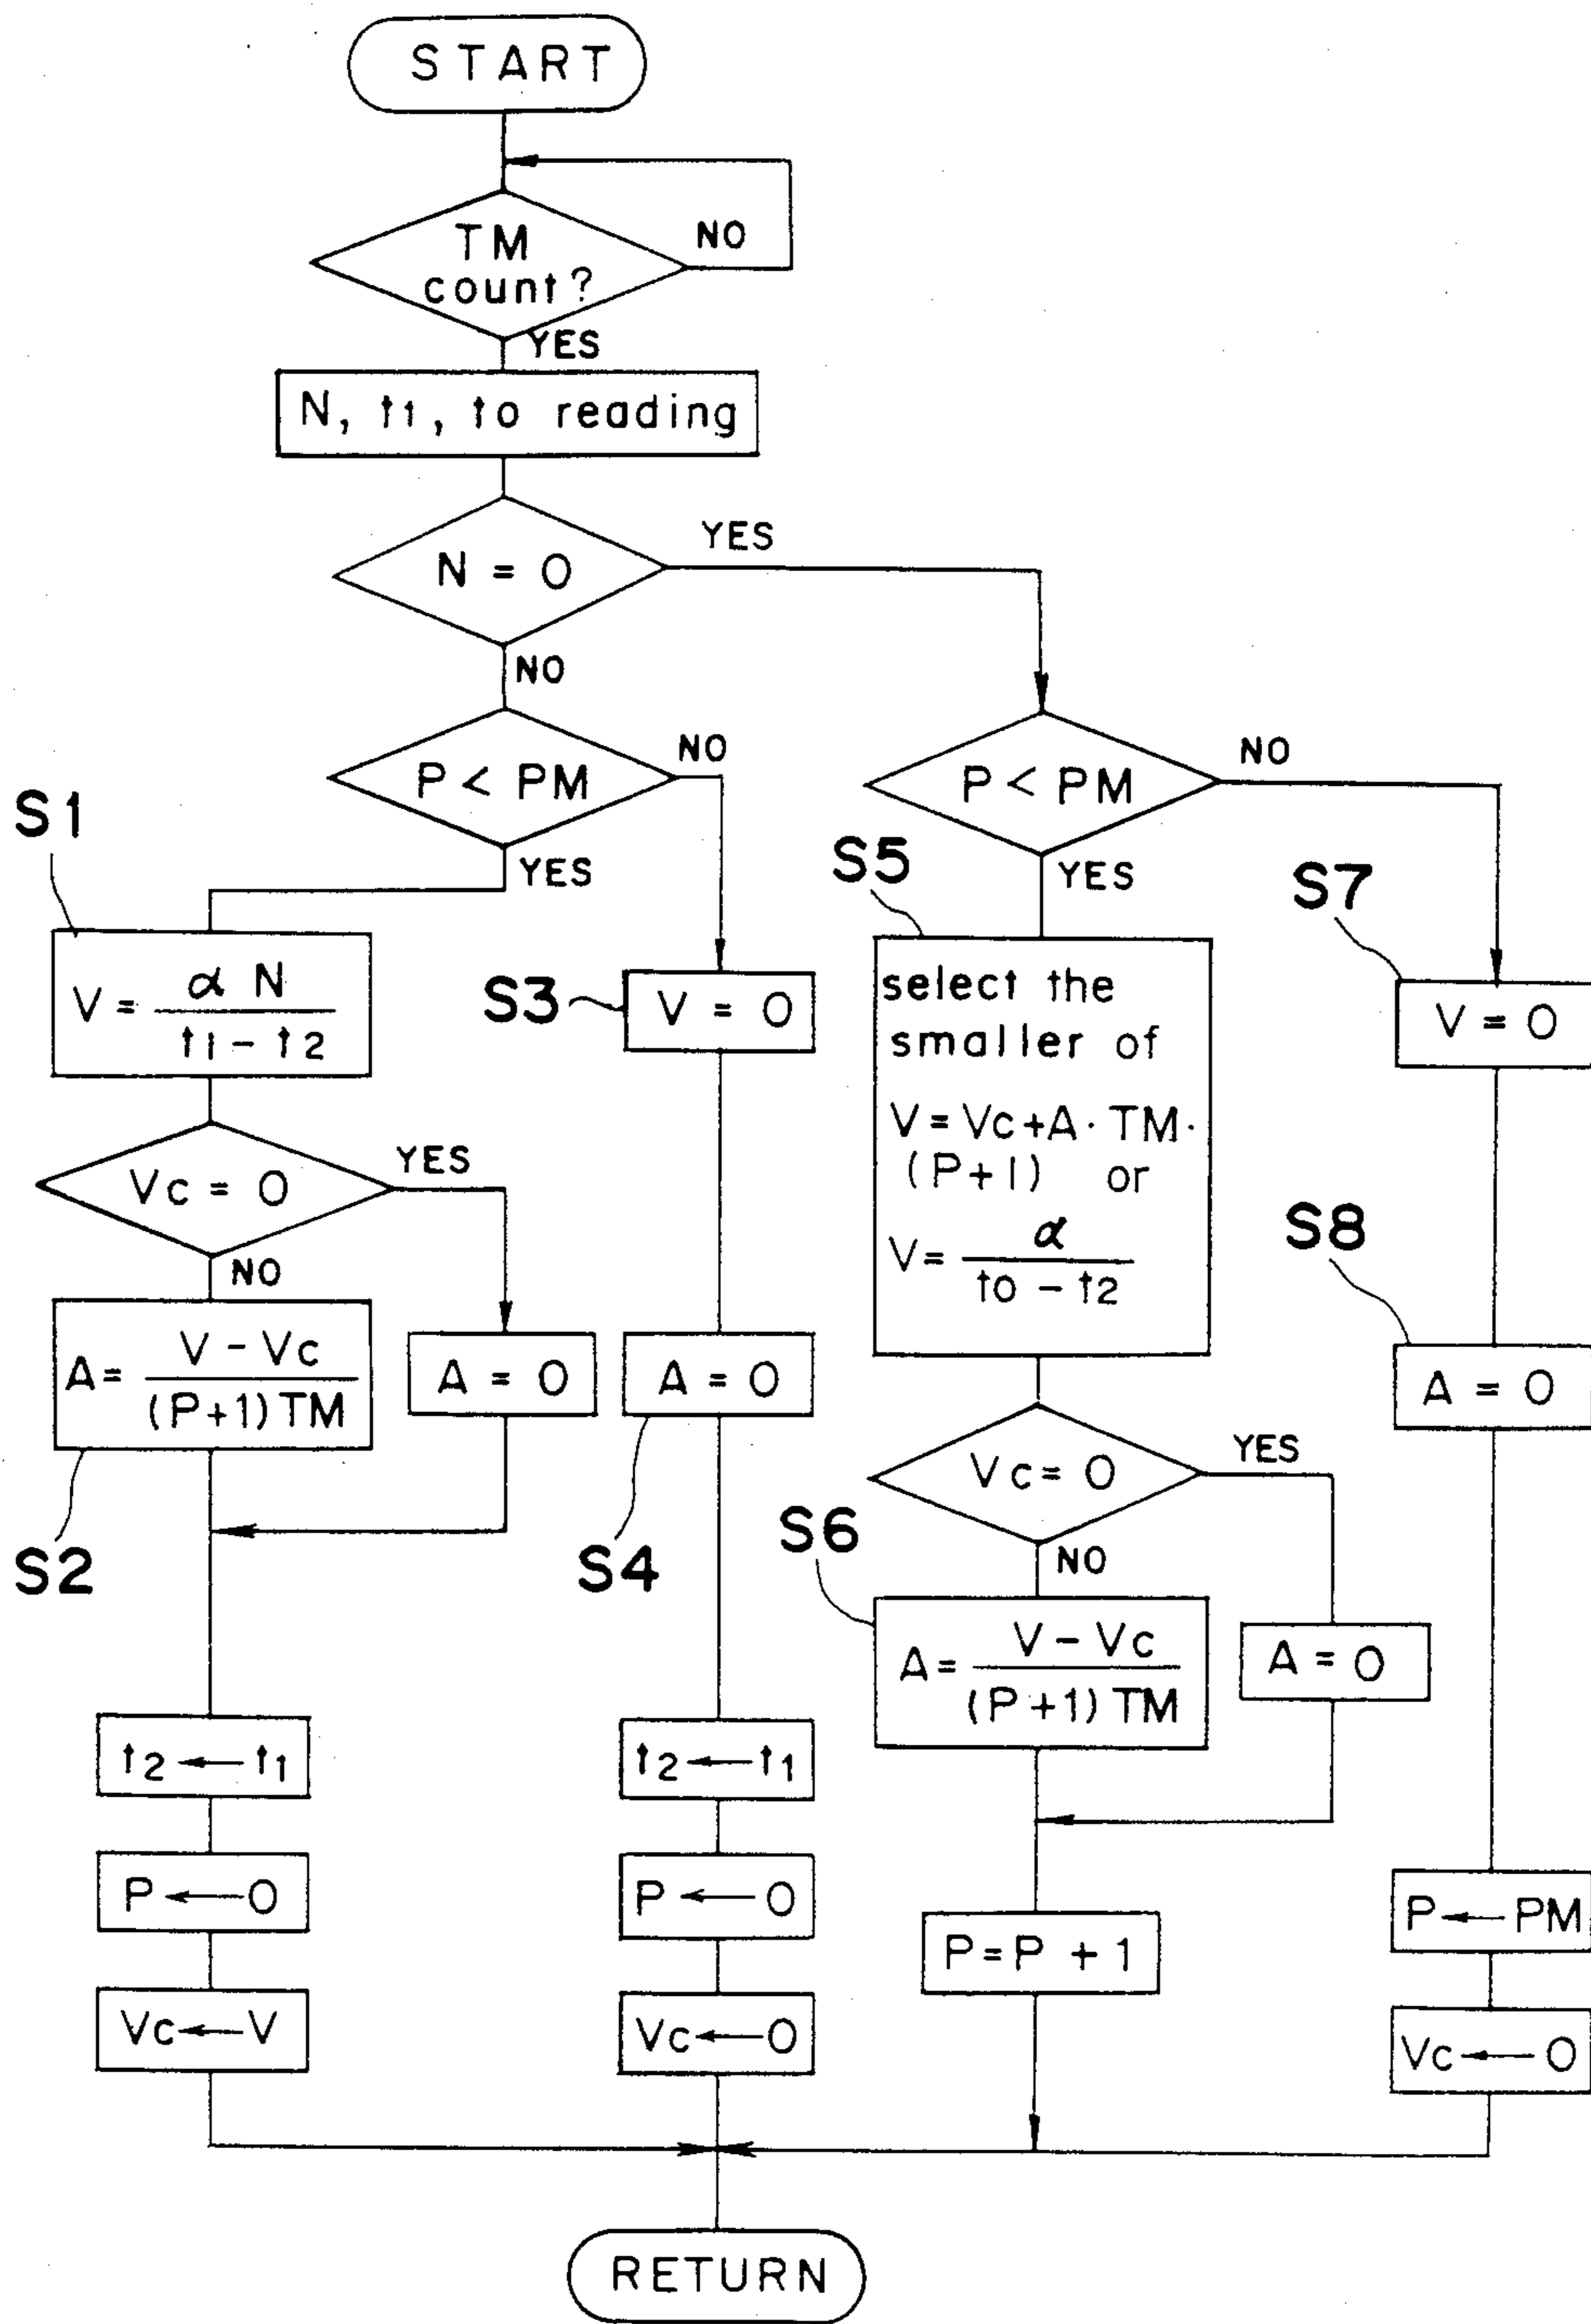 START
TM
count?
NO
YES
N, t1, to reading
N = 0
YES
NO
P < PM
NO
YES
P < PM
NO
YES
S1
V = α N / t1 - t2
Vc = 0
YES
NO
A = V - Vc / (P+1) TM
A = 0
S2
t2 ← t1
P ← 0
Vc ← V
S3
V = 0
A = 0
S4
t2 ← t1
P ← 0
Vc ← 0
S5
select the
smaller of
V = Vc+A· TM·
(P+1) or
V = α / to - t2
Vc = 0
YES
NO
S6
A = V - Vc / (P+1) TM
A = 0
P = P + 1
S7
V = 0
S8
A = 0
P ← PM
Vc ← 0
RETURN